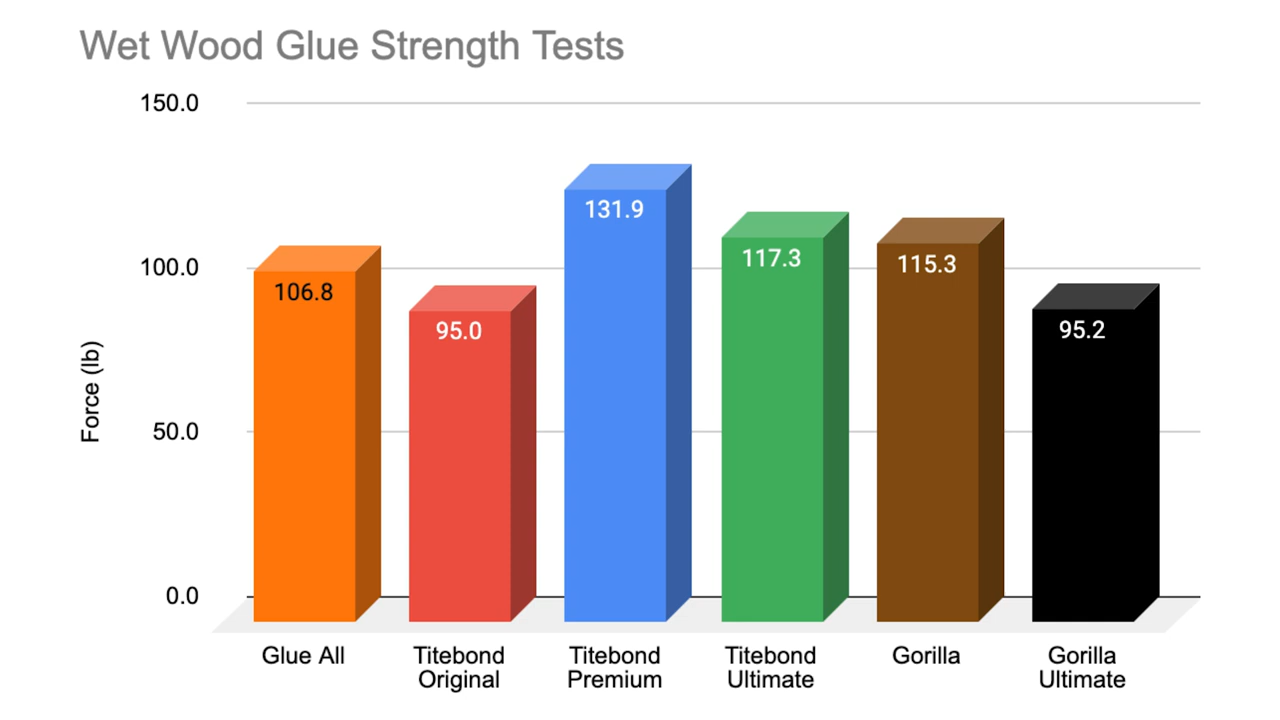 Wet Wood Glue Strength Tests
150.0
100.0
50.0
0.0
Force (lb)
106.8
95.0
131.9
117.3
115.3
95.2
Glue All
Titebond
Original
Titebond
Premium
Titebond
Ultimate
Gorilla
Gorilla
Ultimate